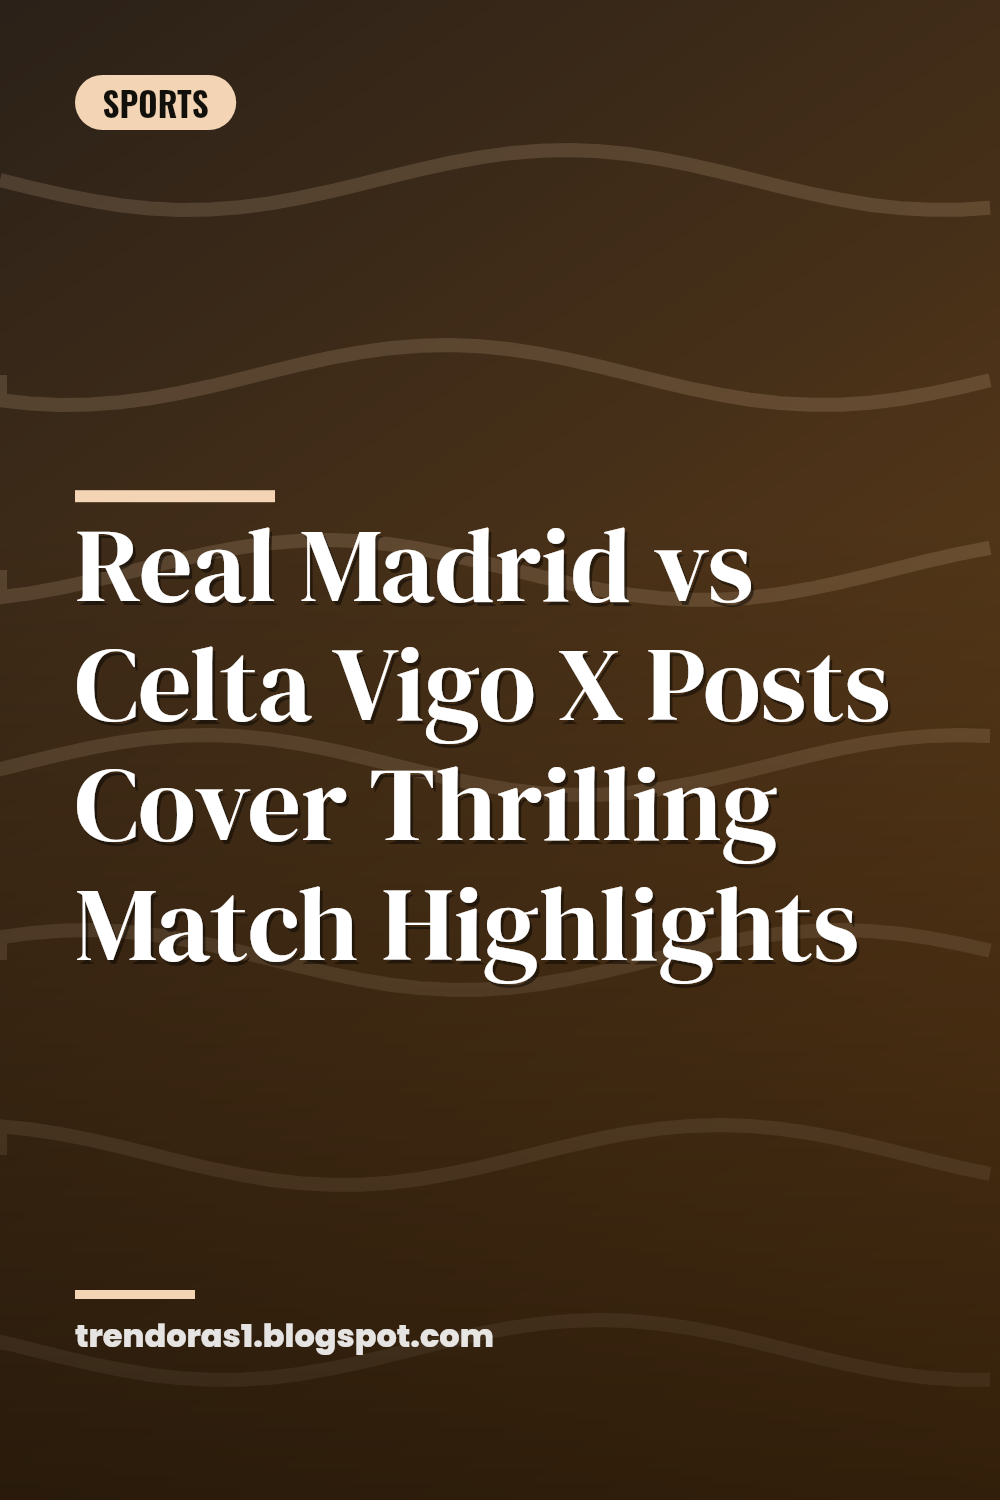 SPORTS
Real Madrid vs
Celta Vigo X Posts
Cover Thrilling
Match Highlights
trendoras1.blogspot.com